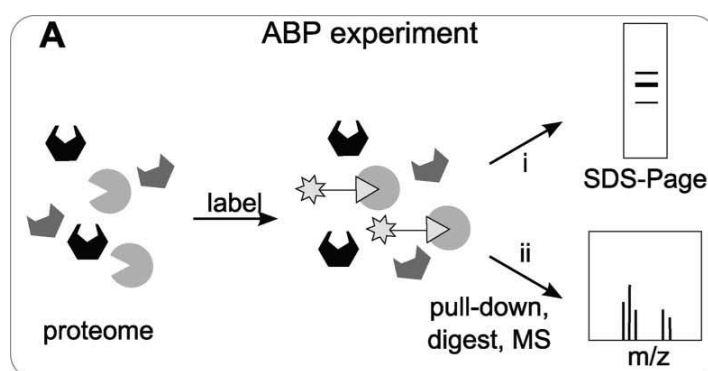 A
ABP experiment
proteome
label
i
SDS-Page
ii
pull-down,
digest, MS
m/z